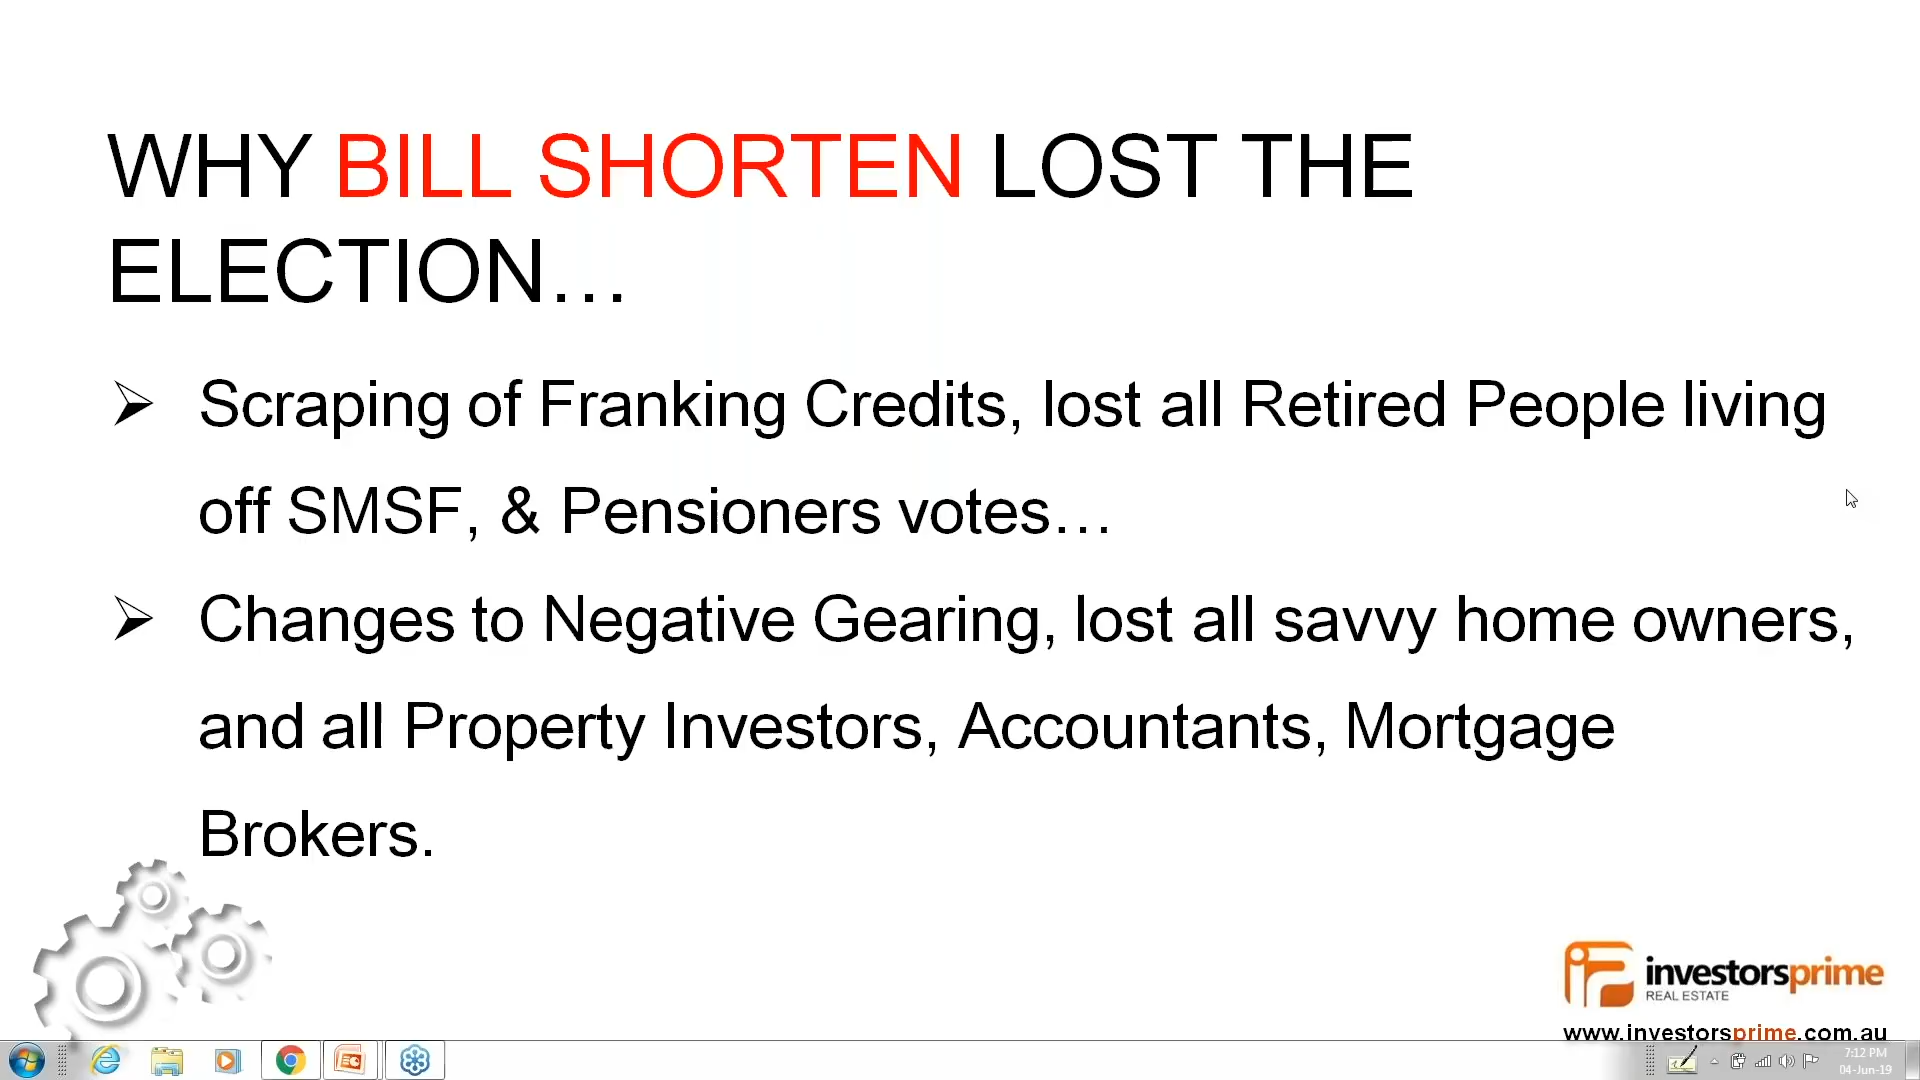 WHY BILL SHORTEN LOST THE
ELECTION…
Scraping of Franking Credits, lost all Retired People living
off SMSF, & Pensioners votes…
Changes to Negative Gearing, lost all savvy home owners,
and all Property Investors, Accountants, Mortgage
Brokers.
investorsprime
REAL ESTATE
www.investorsprime.com.au
7:12 PM
04-Jun-19